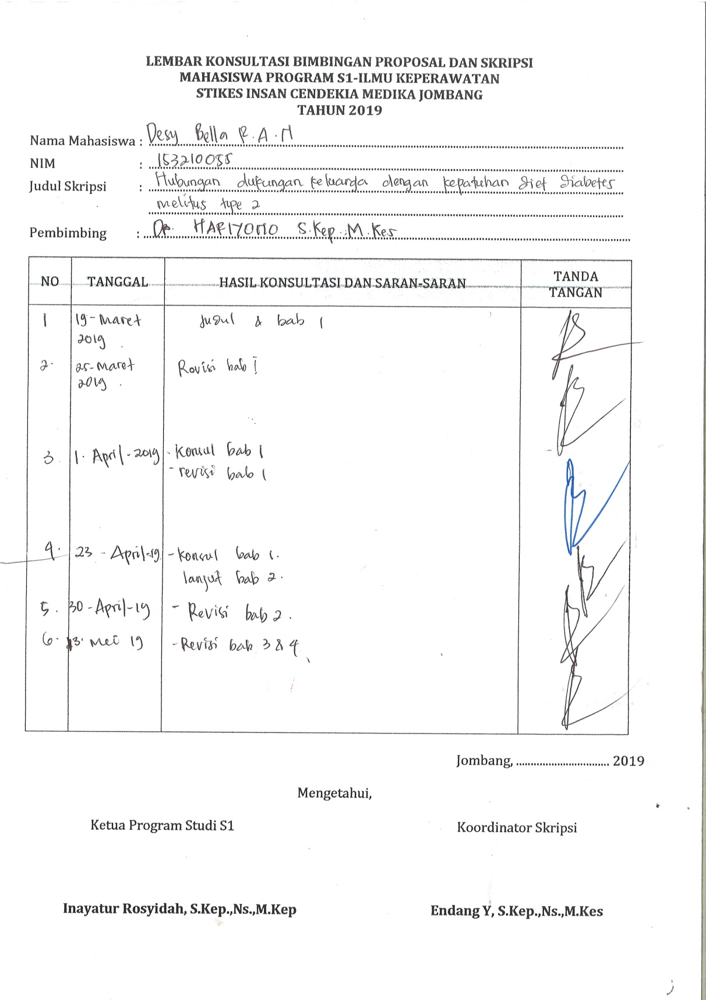 LEMBAR KONSULTASI BIMBINGAN PROPOSAL DAN SKRIPSI
MAHASISWA PROGRAM S1-ILMU KEPERAWATAN
STIKES INSAN CENDEKIA MEDIKA JOMBANG
TAHUN 2019
Nama Mahasiswa : Desy Bella R.A.N
NIM : 153210055
Judul Skripsi : Hubungan dukungan keluarga dengan kepatuhan diet diabetes
melitus type 2
Pembimbing : Dr. HARIYONO S.Kep.,M.Kes
NO TANGGAL HASIL KONSULTASI DAN SARAN-SARAN TANDA TANGAN
1 19-Maret 2019 Judul & bab 1
2. 25-Maret 2019. Revisi bab I
3. 1. April-2019 - Konsul bab 1
- revisi bab 1
4. 23 - April-19 - Konsul bab 1.
lanjut bab 2.
5. 30-April-19 - Revisi bab 2.
6. 13. Mei 19 - Revisi bab 3 & 4
Jombang, .............................. 2019
Mengetahui,
Ketua Program Studi S1 Koordinator Skripsi
Inayatur Rosyidah, S.Kep.,Ns.,M.Kep Endang Y, S.Kep.,Ns.,M.Kes